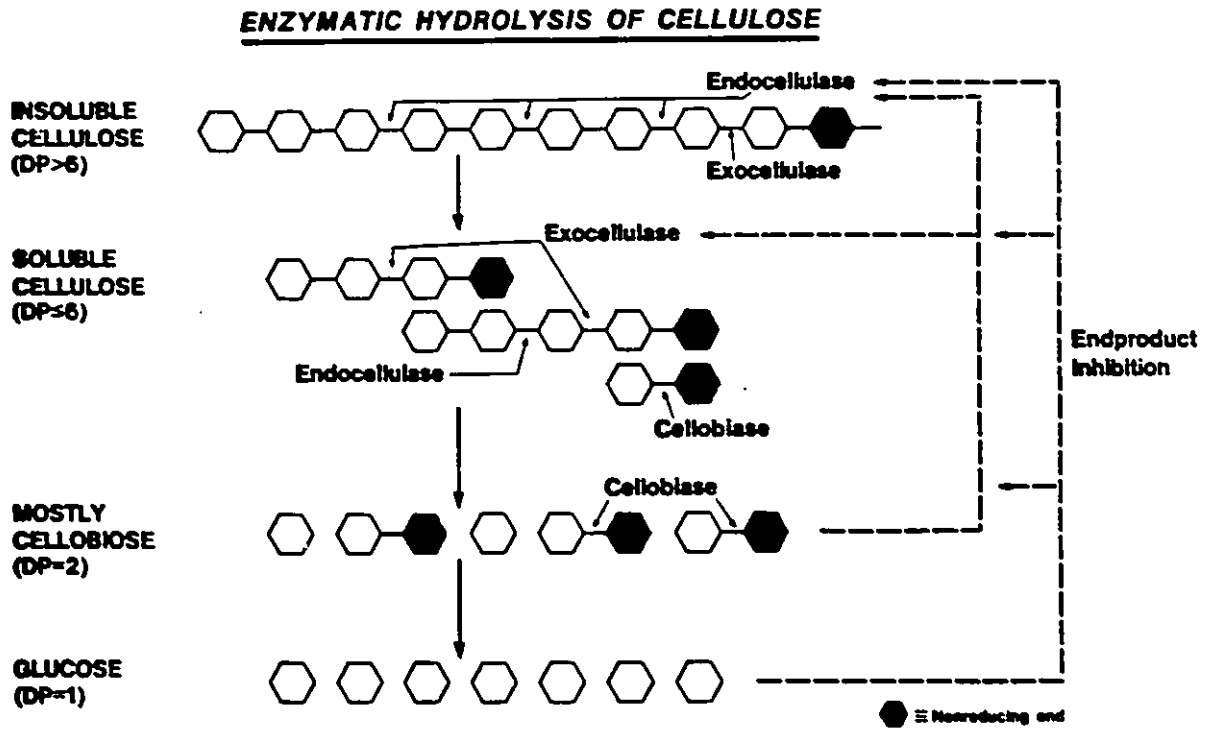 ENZYMATIC HYDROLYSIS OF CELLULOSE
Endocellulase
INSOLUBLE
CELLULOSE
(DP>6)
Exocellulase
Exocellulase
SOLUBLE
CELLULOSE
(DP≤6)
Endocellulase
Endproduct
Inhibition
Cellobiase
Cellobiase
MOSTLY
CELLOBIOSE
(DP=2)
GLUCOSE
(DP=1)
≡ Nonreducing end